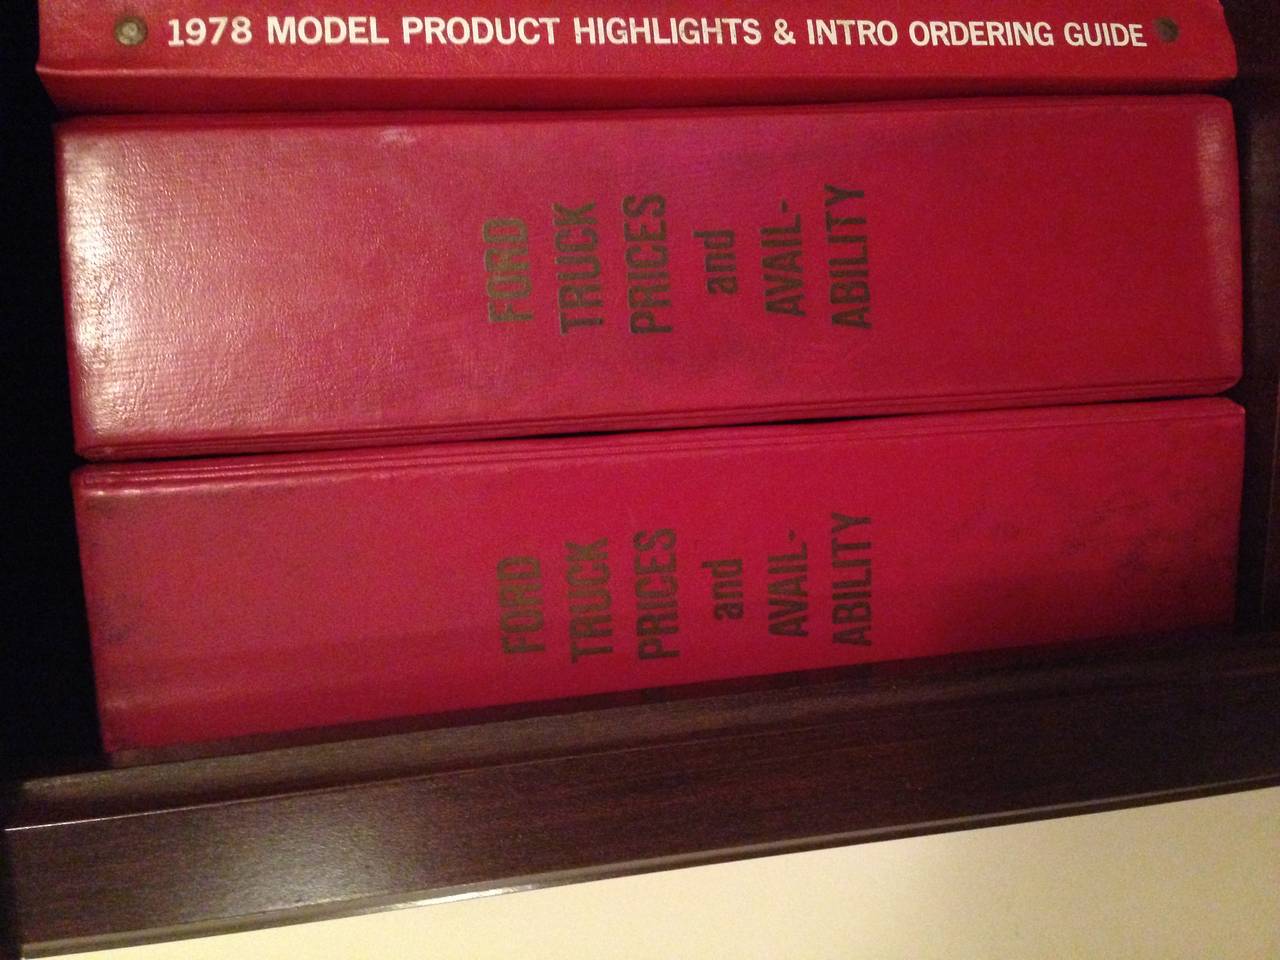 1978 MODEL PRODUCT HIGHLIGHTS & INTRO ORDERING GUIDE
FORD
TRUCK
PRICES
and
AVAIL-
ABILITY
FORD
TRUCK
PRICES
and
AVAIL-
ABILITY